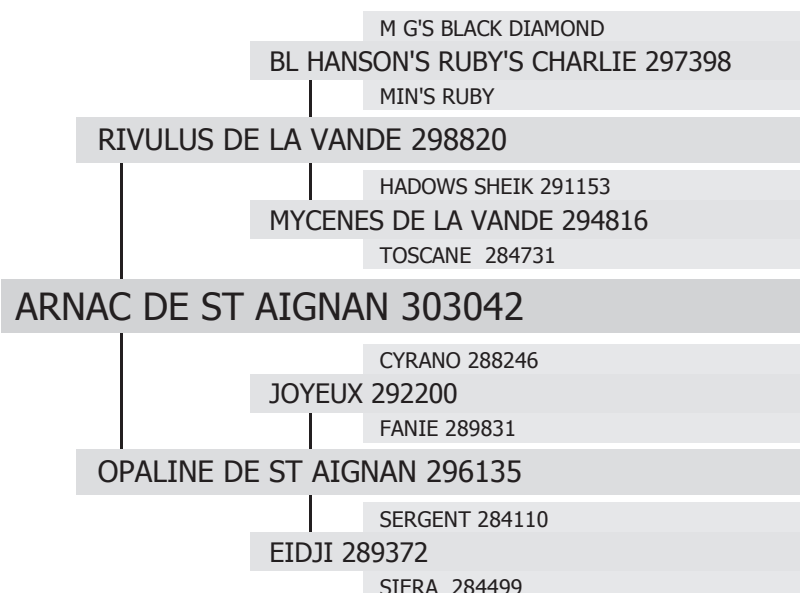 M G'S BLACK DIAMOND
BL HANSON'S RUBY'S CHARLIE 297398
MIN'S RUBY
RIVULUS DE LA VANDE 298820
HADOWS SHEIK 291153
MYCENES DE LA VANDE 294816
TOSCANE 284731
ARNAC DE ST AIGNAN 303042
CYRANO 288246
JOYEUX 292200
FANIE 289831
OPALINE DE ST AIGNAN 296135
SERGENT 284110
EIDJI 289372
SIERA 284499